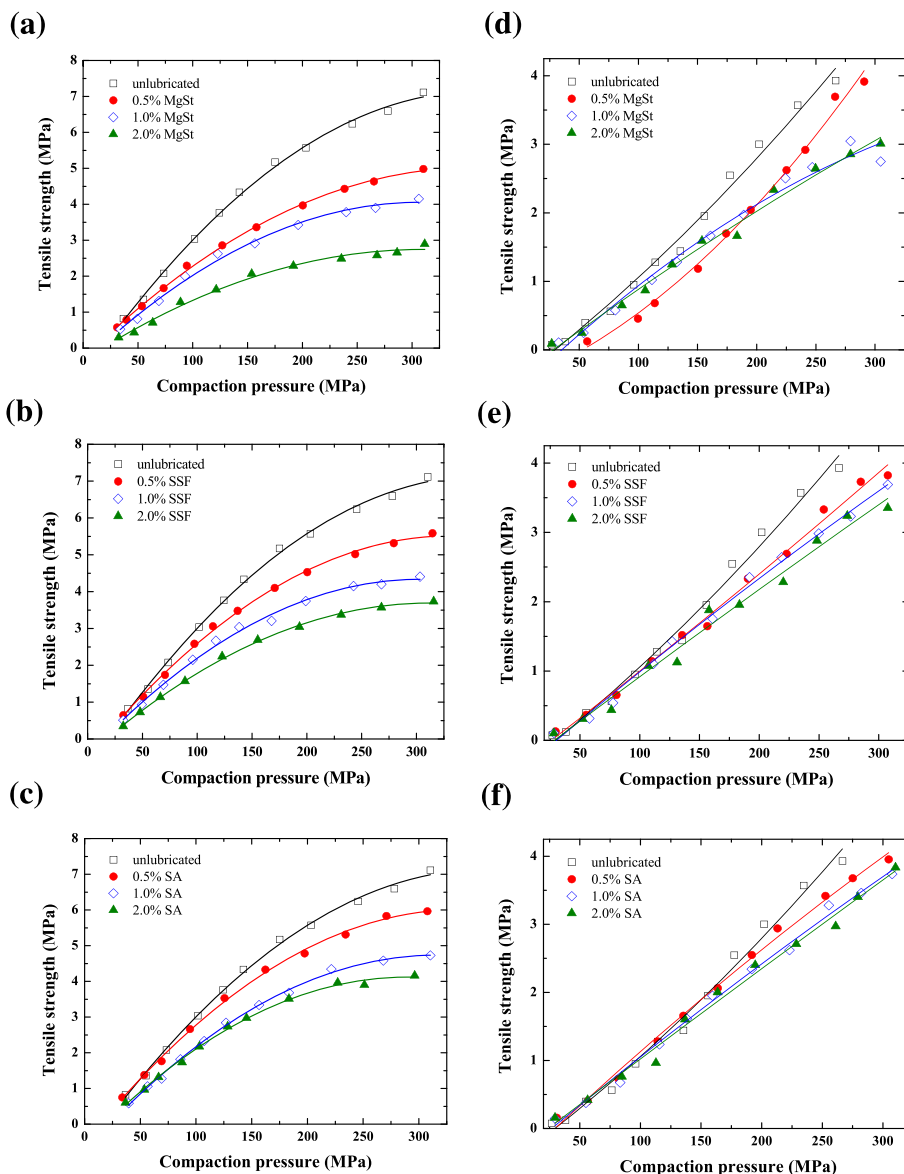 (a)
8
7
6
5
4
3
2
1
0
Tensile strength (MPa)
unlubricated
0.5% MgSt
1.0% MgSt
2.0% MgSt
0 50 100 150 200 250 300
Compaction pressure (MPa)
(d)
4
3
2
1
0
Tensile strength (MPa)
unlubricated
0.5% MgSt
1.0% MgSt
2.0% MgSt
50 100 150 200 250 300
Compaction pressure (MPa)
(b)
8
7
6
5
4
3
2
1
0
Tensile strength (MPa)
unlubricated
0.5% SSF
1.0% SSF
2.0% SSF
0 50 100 150 200 250 300
Compaction pressure (MPa)
(e)
4
3
2
1
0
Tensile strength (MPa)
unlubricated
0.5% SSF
1.0% SSF
2.0% SSF
50 100 150 200 250 300
Compaction pressure (MPa)
(c)
8
7
6
5
4
3
2
1
0
Tensile strength (MPa)
unlubricated
0.5% SA
1.0% SA
2.0% SA
0 50 100 150 200 250 300
Compaction pressure (MPa)
(f)
4
3
2
1
0
Tensile strength (MPa)
unlubricated
0.5% SA
1.0% SA
2.0% SA
50 100 150 200 250 300
Compaction pressure (MPa)